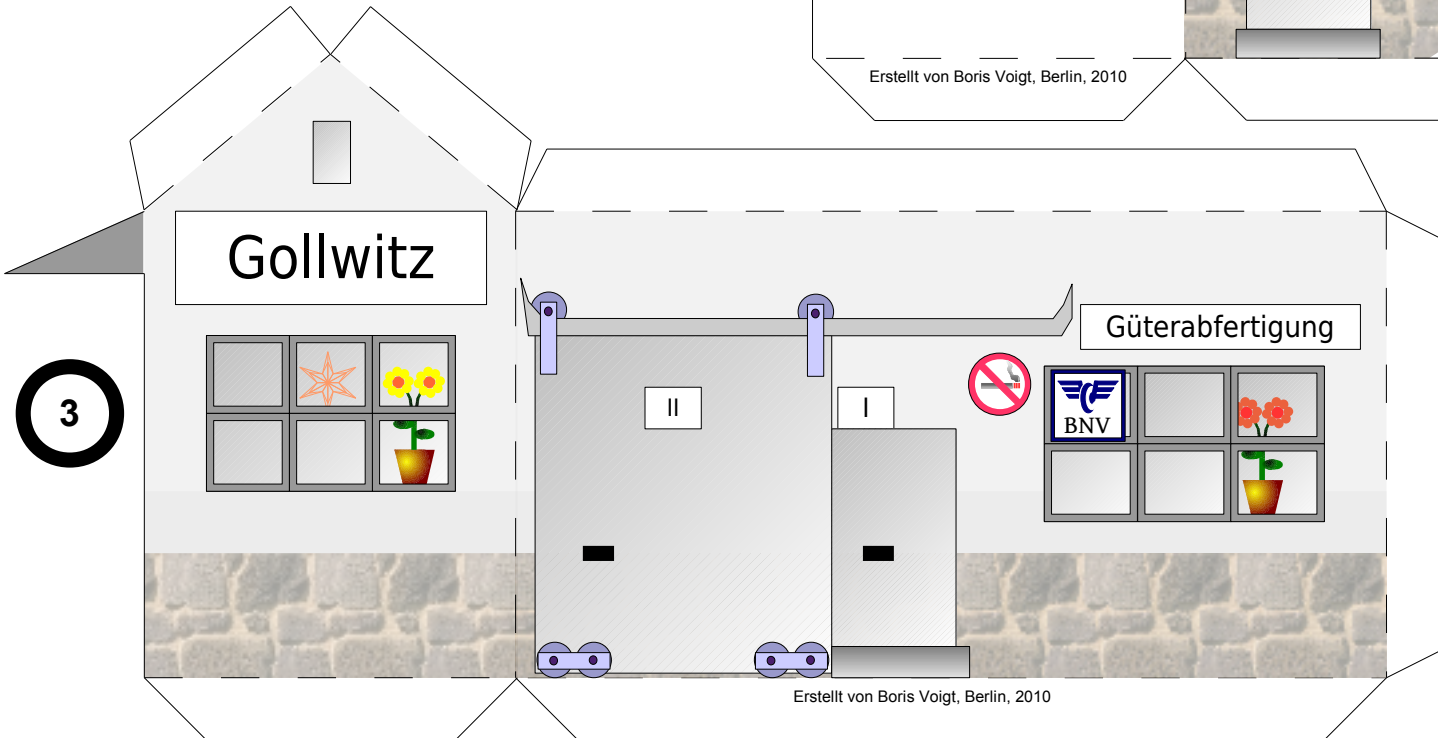 Erstellt von Boris Voigt, Berlin, 2010
Gollwitz
Güterabfertigung
3
II
I
BNV
Erstellt von Boris Voigt, Berlin, 2010